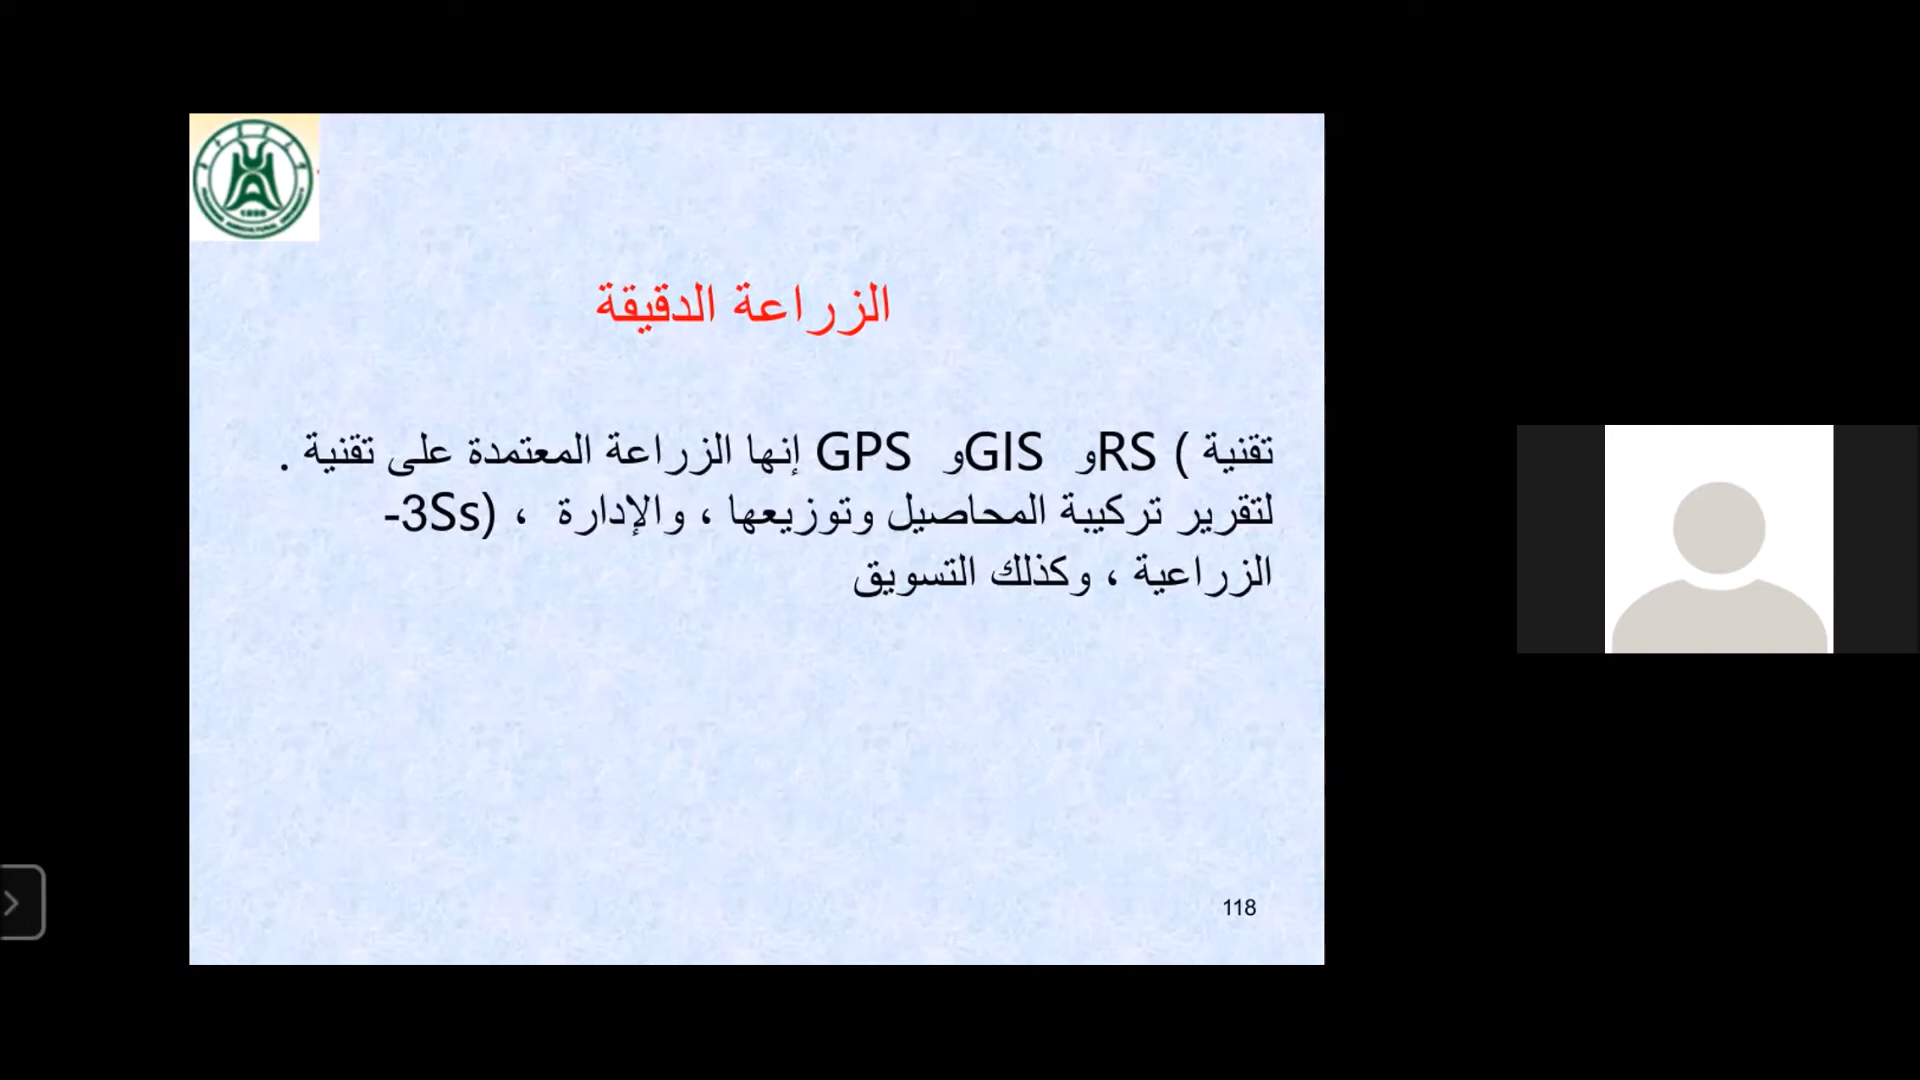 1898
الزراعة الدقيقة
تقنية ) RSو GISو GPS إنها الزراعة المعتمدة على تقنية .
لتقرير تركيبة المحاصيل وتوزيعها ، والإدارة ، (3Ss-
الزراعية ، وكذلك التسويق
118